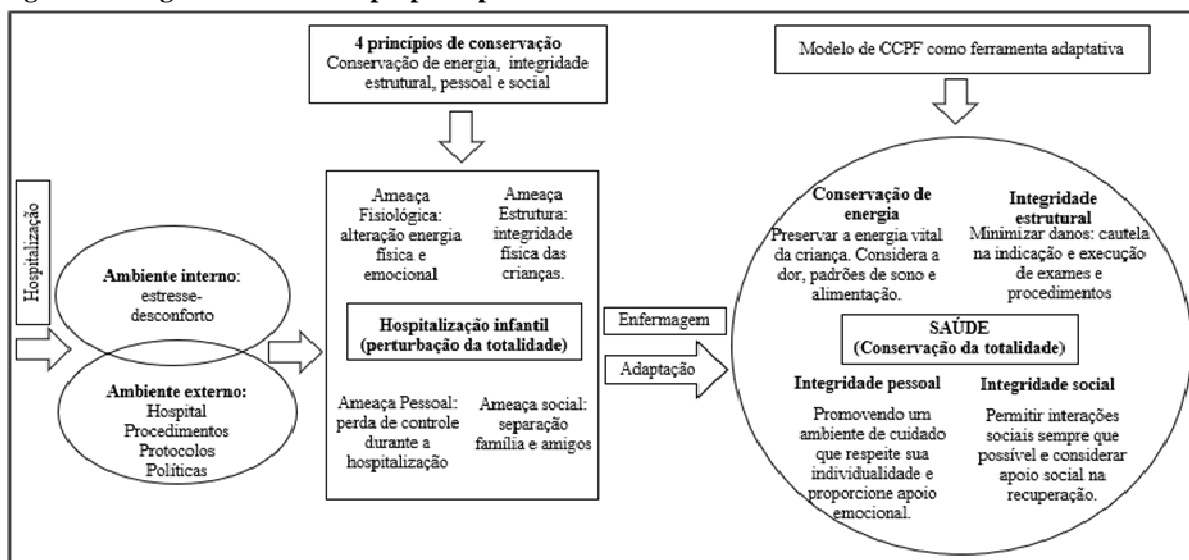 4 princípios de conservação
Conservação de energia, integridade
estrutural, pessoal e social
Modelo de CCPF como ferramenta adaptativa
Hospitalização
Ambiente interno:
estresse-
desconforto
Ambiente externo:
Hospital
Procedimentos
Protocolos
Políticas
Ameaça
Fisiológica:
alteração energia
física e
emocional
Ameaça
Estrutura:
integridade
física das
crianças.
Hospitalização infantil
(perturbação da totalidade)
Ameaça Pessoal:
perda de controle
durante a
hospitalização
Ameaça social:
separação
família e amigos
Enfermagem
Adaptação
Conservação de
energia
Preservar a energia vital
da criança. Considera a
dor, padrões de sono e
alimentação.
Integridade
estrutural
Minimizar danos: cautela
na indicação e execução
de exames e
procedimentos
SAÚDE
(Conservação da totalidade)
Integridade pessoal
Promovendo um
ambiente de cuidado
que respeite sua
individualidade e
proporcione apoio
emocional.
Integridade social
Permitir interações
sociais sempre que
possível e considerar
apoio social na
recuperação.